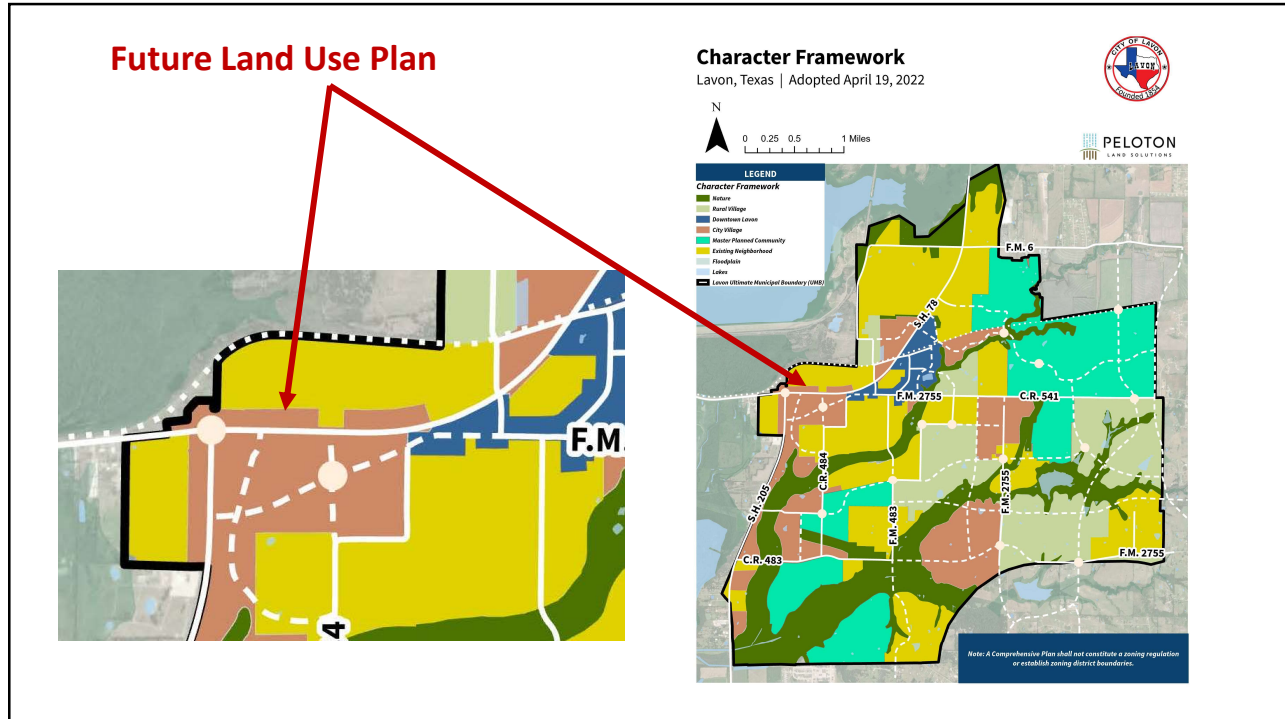 Future Land Use Plan
Character Framework
Lavon, Texas | Adopted April 19, 2022
CITY OF LAVON
LAVON
Founded 1854
N
0 0.25 0.5 1 Miles
PELOTON
LAND SOLUTIONS
LEGEND
Character Framework
Nature
Rural Village
Downtown Lavon
City Village
Master Planned Community
Existing Neighborhood
Floodplain
Lakes
Lavon Ultimate Municipal Boundary (UMB)
F.M. 6
S.H. 78
F.M. 2755
C.R. 541
C.R. 484
S.H. 205
F.M. 483
F.M. 2755
C.R. 483
F.M. 2755
Note: A Comprehensive Plan shall not constitute a zoning regulation
or establish zoning district boundaries.
F.M.
4